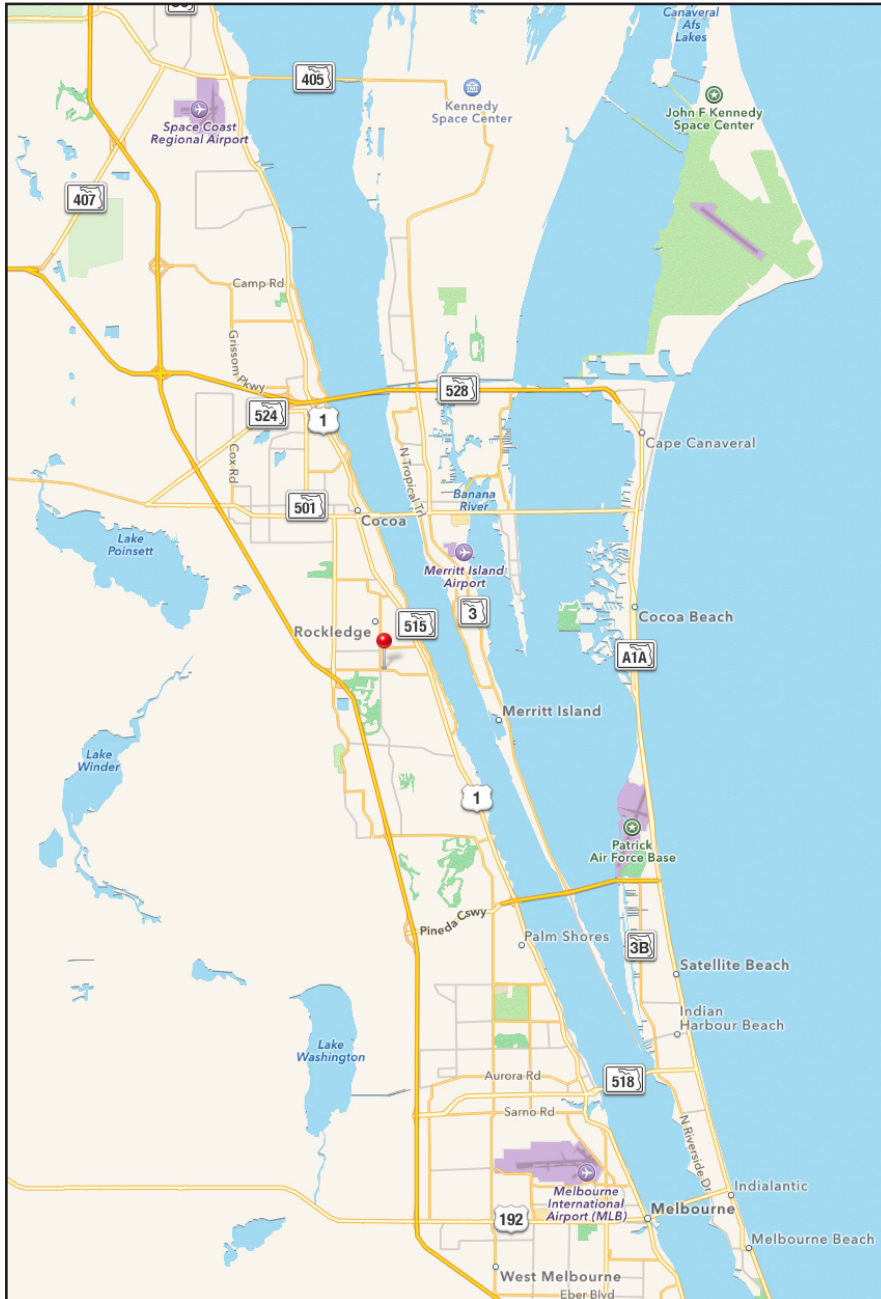 Canaveral
Afs
Lakes
405
Kennedy
Space Center
John F Kennedy
Space Center
Space Coast
Regional Airport
407
Camp Rd
Grissom Pkwy
528
524
1
Cape Canaveral
Cox Rd
N Tropical Trl
Banana
River
501
Cocoa
Lake
Poinsett
Merritt Island
Airport
3
Cocoa Beach
Rockledge
515
A1A
Merritt Island
Lake
Winder
1
Patrick
Air Force Base
Pineda Cswy
Palm Shores
3B
Satellite Beach
Indian
Harbour Beach
Lake
Washington
Aurora Rd
518
Sarno Rd
N Riverside Dr
Melbourne
International
Airport (MLB)
Indialantic
192
Melbourne
Melbourne Beach
West Melbourne
Eber Blvd